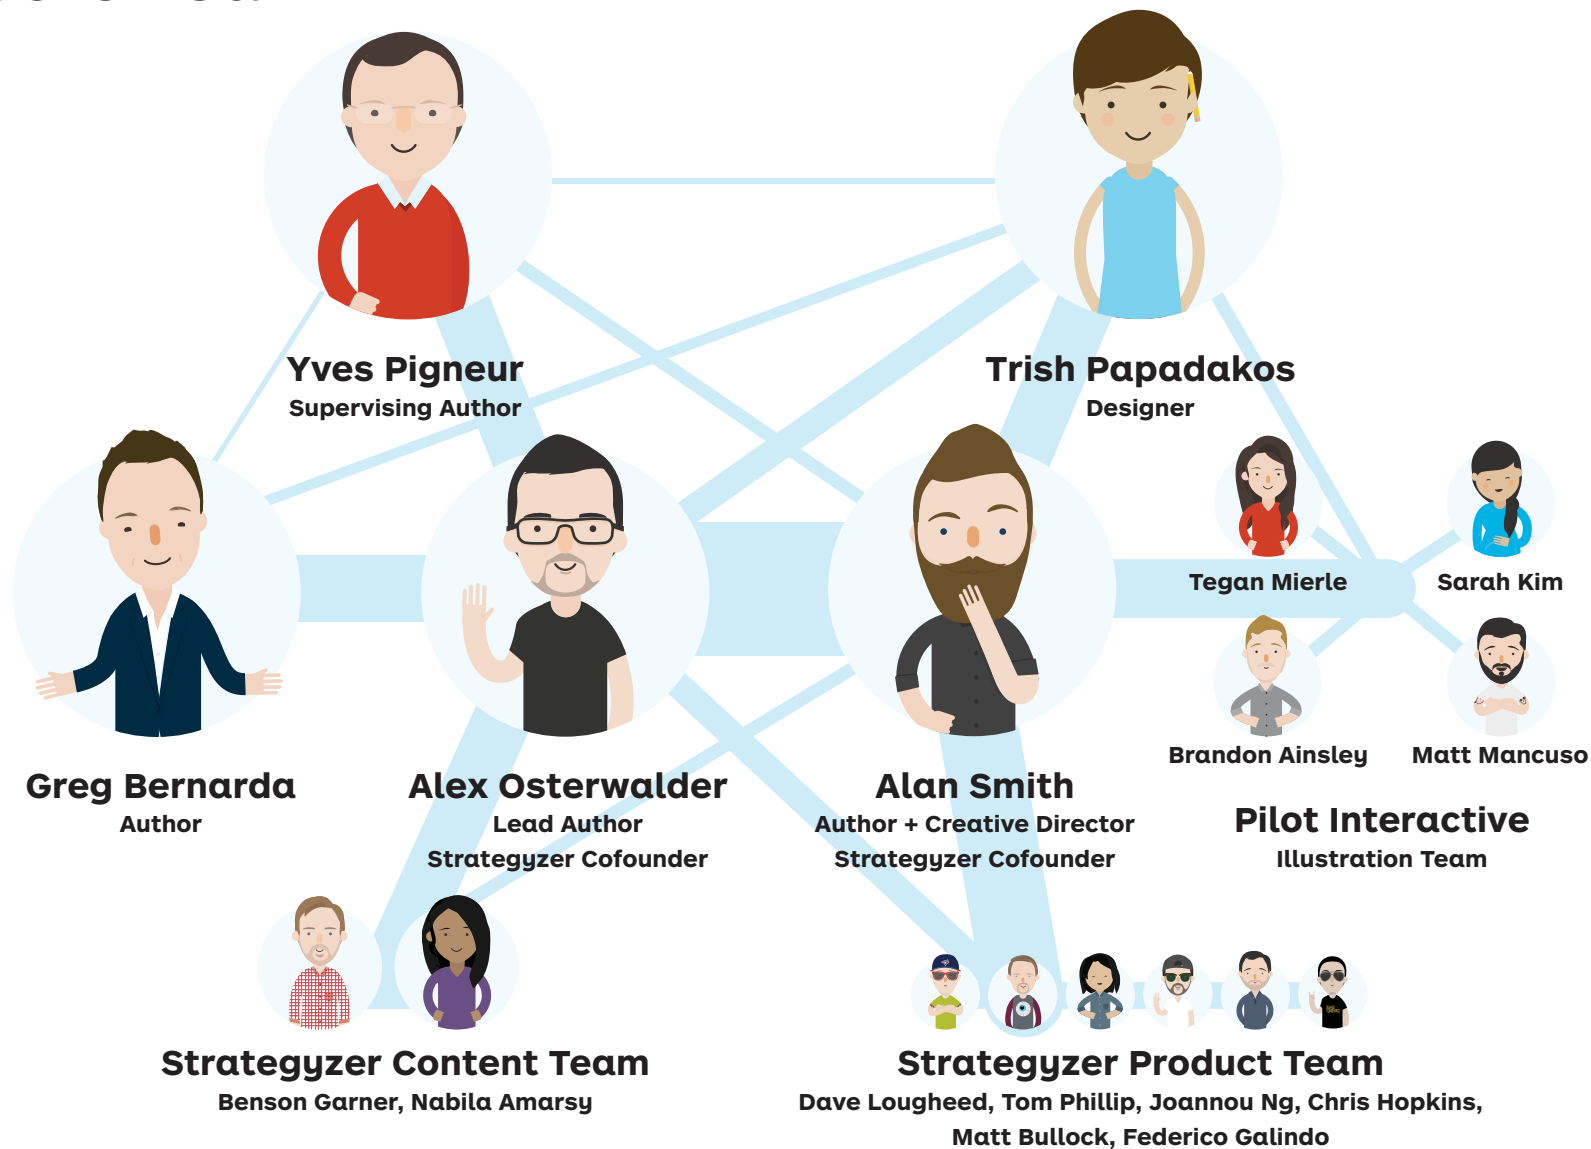 Yves Pigneur
Supervising Author
Trish Papadakos
Designer
Tegan Mierle
Sarah Kim
Brandon Ainsley
Matt Mancuso
Greg Bernarda
Author
Alex Osterwalder
Lead Author
Strategyzer Cofounder
Alan Smith
Author + Creative Director
Strategyzer Cofounder
Pilot Interactive
Illustration Team
Strategyzer Content Team
Benson Garner, Nabila Amarsy
Strategyzer Product Team
Dave Lougheed, Tom Phillip, Joannou Ng, Chris Hopkins,
Matt Bullock, Federico Galindo